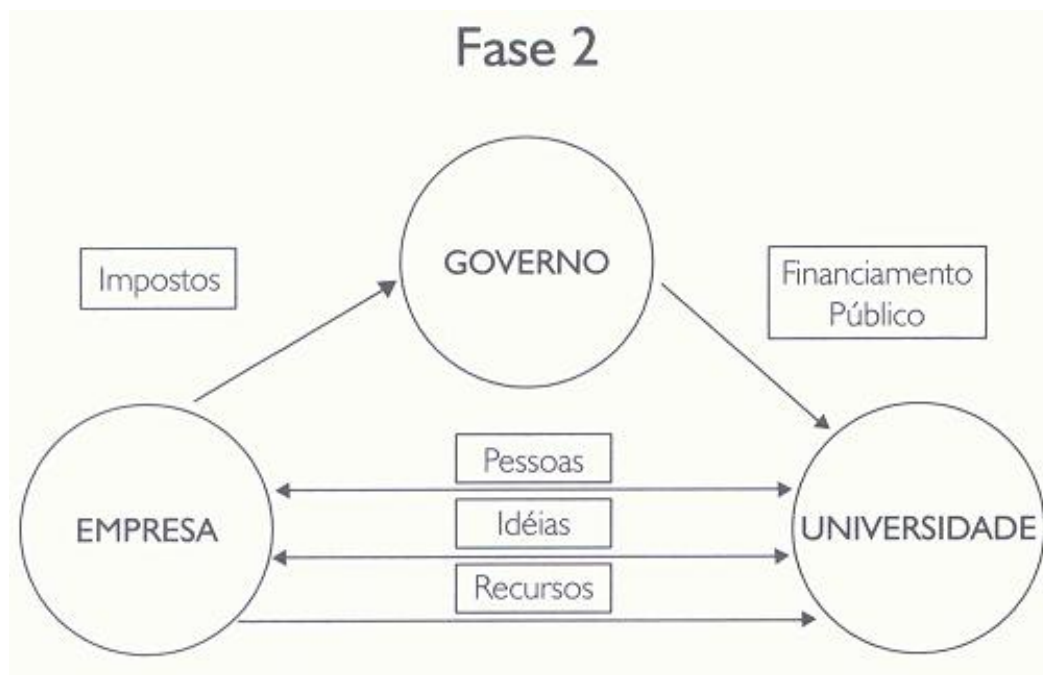 Fase 2
GOVERNO
Impostos
Financiamento
Público
Pessoas
EMPRESA
Idéias
UNIVERSIDADE
Recursos